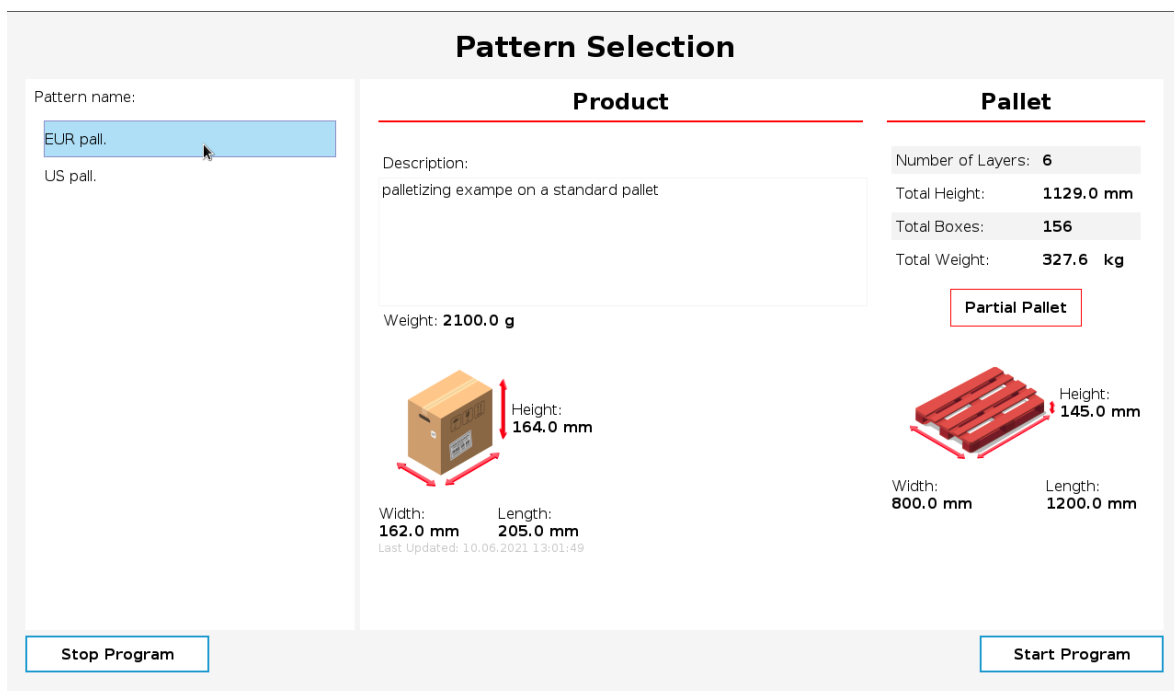 Pattern Selection
Pattern name:
EUR pall.
US pall.
Product
Description:
palletizing exampe on a standard pallet
Weight: 2100.0 g
Height:
164.0 mm
Width:
162.0 mm
Length:
205.0 mm
Last Updated: 10.06.2021 13:01:49
Pallet
Number of Layers: 6
Total Height: 1129.0 mm
Total Boxes: 156
Total Weight: 327.6 kg
Partial Pallet
Height:
145.0 mm
Width:
800.0 mm
Length:
1200.0 mm
Stop Program
Start Program